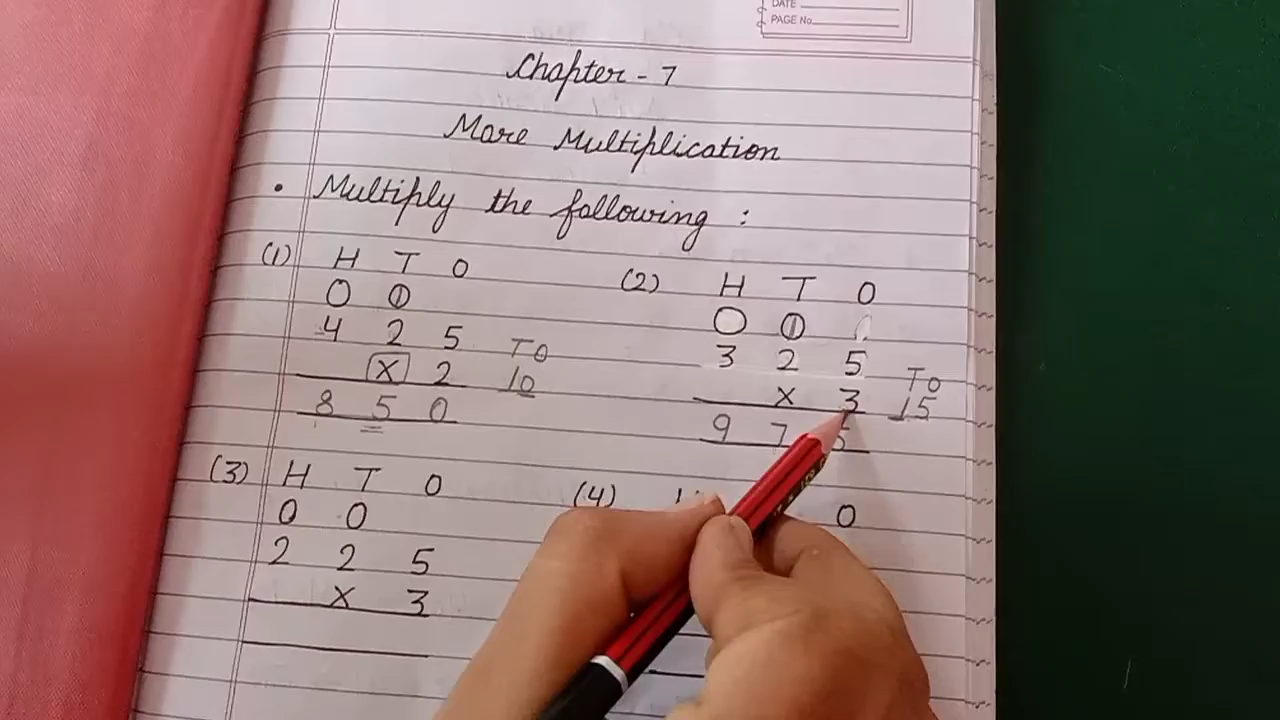 DATE
PAGE No.
Chapter - 7
More Multiplication
• Multiply the following :
(1) H T O
0 1
4 2 5 TO
x 2 10
8 5 0
(2) H T O
0 1
3 2 5 TO
x 3 15
9 7 5
(3) H T O
0 0
2 2 5
x 3
(4) H O